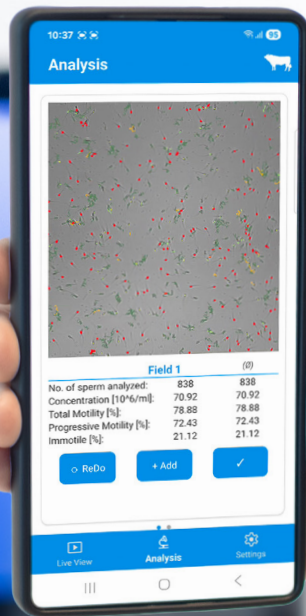 10:37 95
Analysis
Field 1 (Ø)
No. of sperm analyzed: 838 838
Concentration [10^6/ml]: 70.92 70.92
Total Motility [%]: 78.88 78.88
Progressive Motility [%]: 72.43 72.43
Immotile [%]: 21.12 21.12
ReDo + Add ✓
Live View Analysis Settings